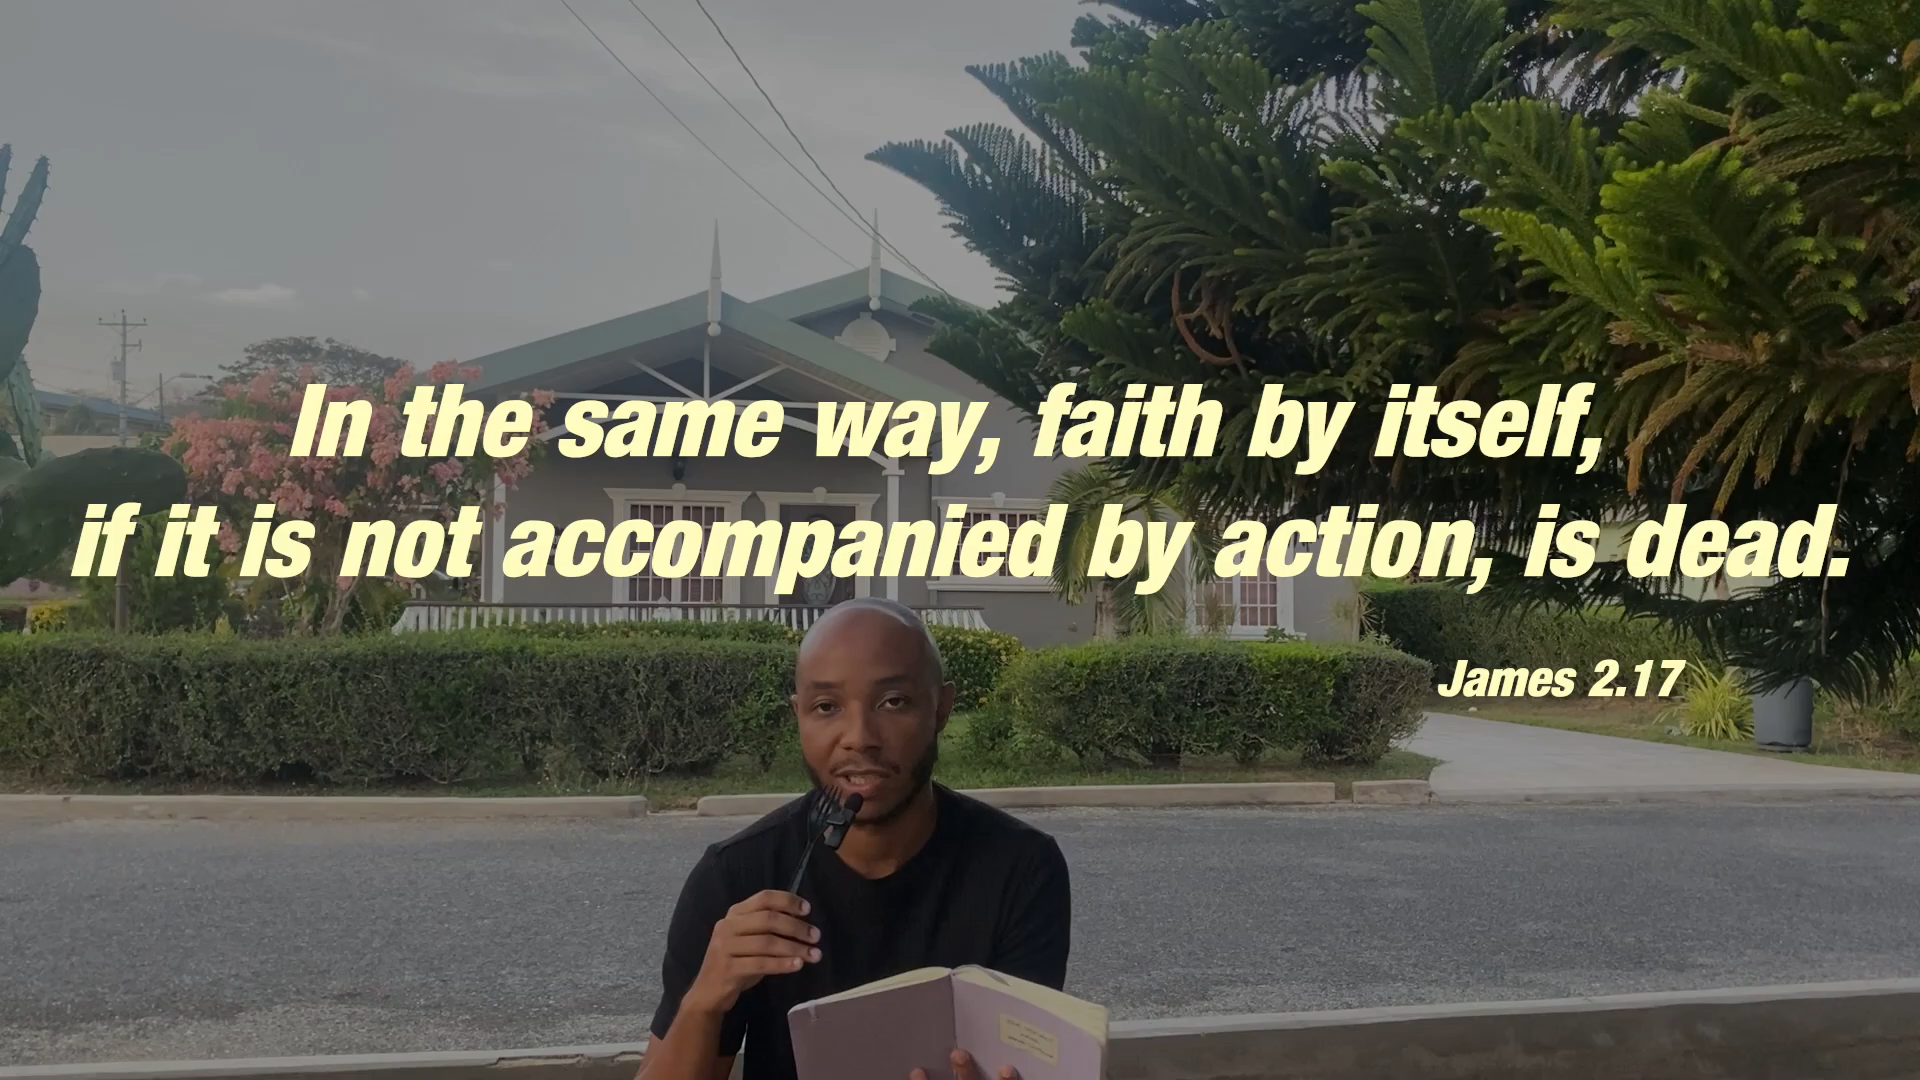 In the same way, faith by itself,
if it is not accompanied by action, is dead.
James 2.17